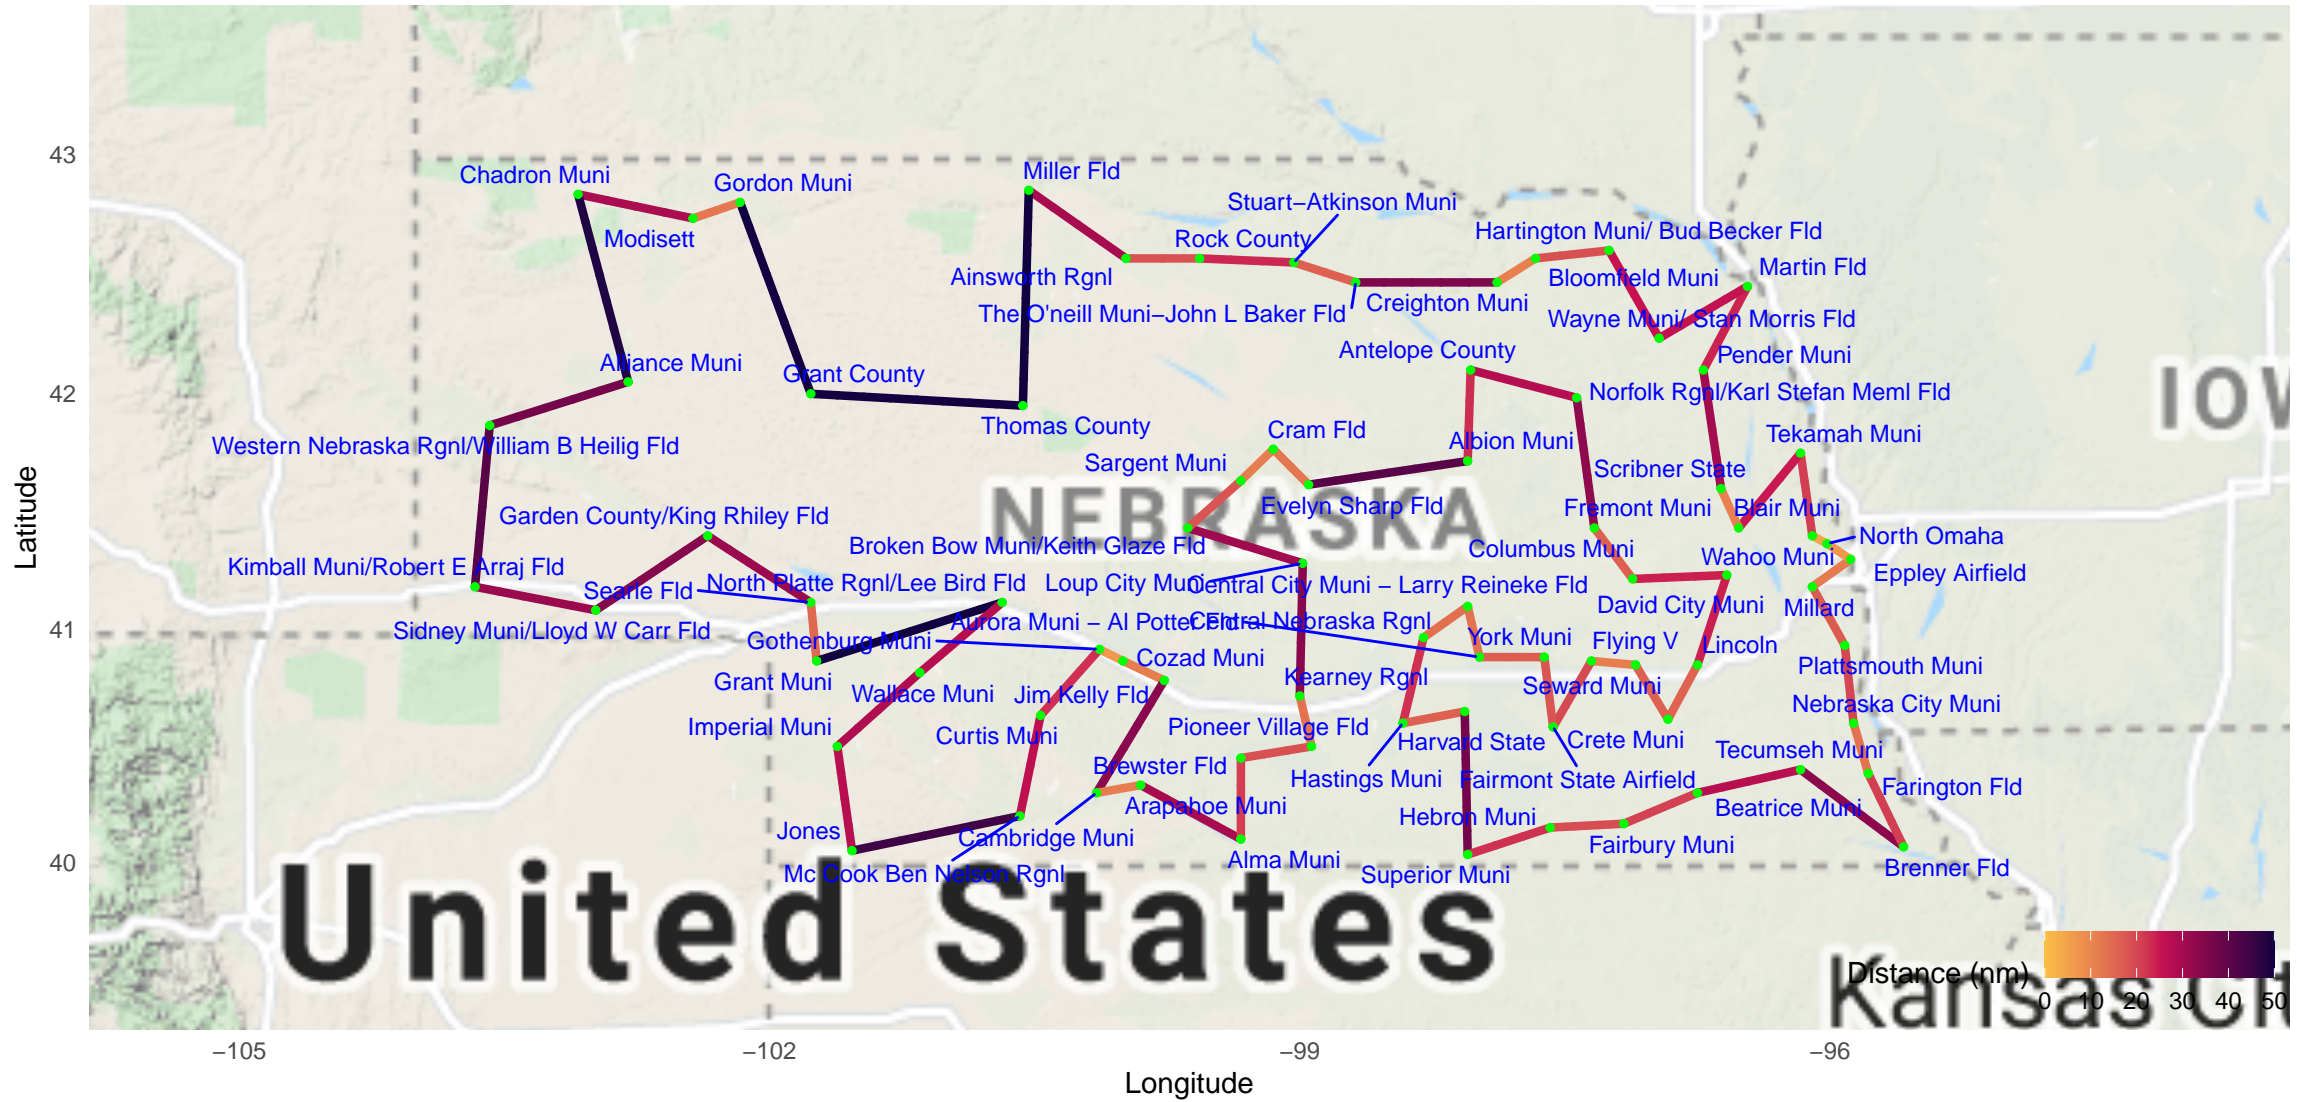 43
42
41
40
Latitude
Chadron Muni
Gordon Muni
Miller Fld
Modisett
Stuart–Atkinson Muni
Rock County
Hartington Muni/ Bud Becker Fld
Ainsworth Rgnl
Bloomfield Muni
Martin Fld
The O'neill Muni–John L Baker Fld
Creighton Muni
Wayne Muni/ Stan Morris Fld
Alliance Muni
Grant County
Antelope County
Pender Muni
Norfolk Rgnl/Karl Stefan Meml Fld
IOW
Thomas County
Cram Fld
Albion Muni
Tekamah Muni
Western Nebraska Rgnl/William B Heilig Fld
Sargent Muni
Scribner State
NEBRASKA
Evelyn Sharp Fld
Fremont Muni
Blair Muni
Garden County/King Rhiley Fld
Broken Bow Muni/Keith Glaze Fld
Columbus Muni
North Omaha
Wahoo Muni
Kimball Muni/Robert E Arraj Fld
Eppley Airfield
Searle Fld
North Platte Rgnl/Lee Bird Fld
Loup City Muni
Central City Muni – Larry Reineke Fld
David City Muni
Millard
Sidney Muni/Lloyd W Carr Fld
Aurora Muni – Al Potter Fld
Central Nebraska Rgnl
Gothenburg Muni
York Muni
Flying V
Lincoln
Cozad Muni
Plattsmouth Muni
Grant Muni
Wallace Muni
Jim Kelly Fld
Kearney Rgnl
Seward Muni
Nebraska City Muni
Imperial Muni
Curtis Muni
Pioneer Village Fld
Harvard State
Crete Muni
Tecumseh Muni
Brewster Fld
Hastings Muni
Fairmont State Airfield
Farington Fld
Arapahoe Muni
Beatrice Muni
Jones
Cambridge Muni
Hebron Muni
Fairbury Muni
Mc Cook Ben Nelson Rgnl
Alma Muni
Superior Muni
Brenner Fld
United States
Kansas Cit
Distance (nm)
0 10 20 30 40 50
−105 −102 −99 −96
Longitude